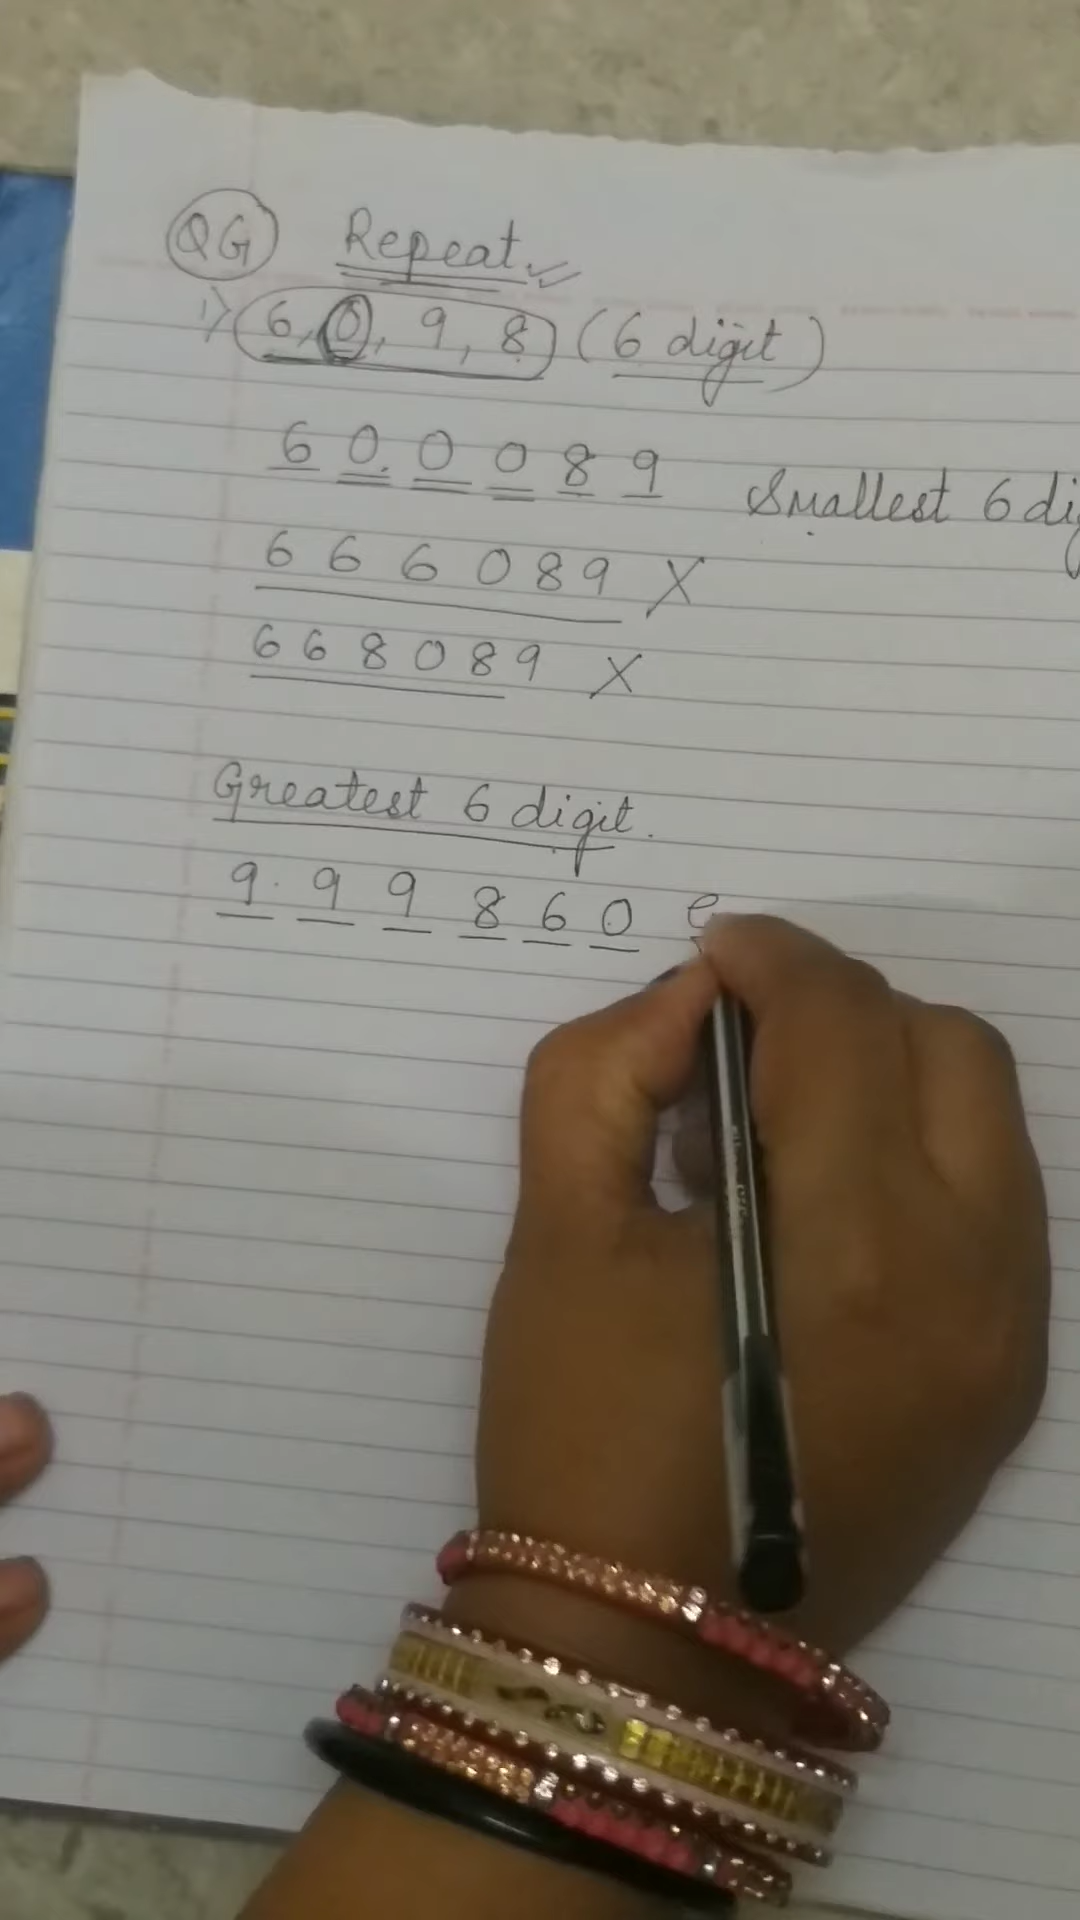 QG Repeat.
1) 6, 0, 9, 8 (6 digit)
6 0 0 0 8 9 Smallest 6 di
6 6 6 0 8 9 X
6 6 8 0 8 9 X
Greatest 6 digit.
9 9 9 8 6 0